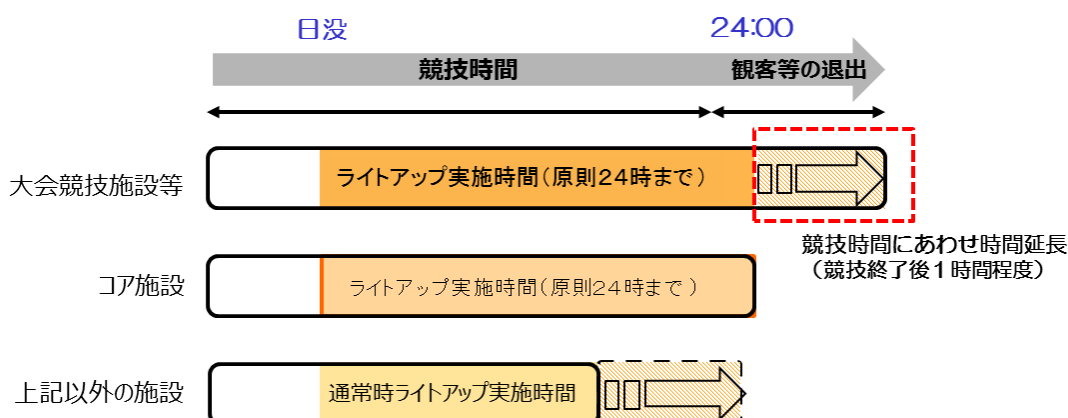 日没
24:00
競技時間
観客等の退出
大会競技施設等
ライトアップ実施時間(原則24時まで)
競技時間にあわせ時間延長
(競技終了後1時間程度)
コア施設
ライトアップ実施時間(原則24時まで)
上記以外の施設
通常時ライトアップ実施時間